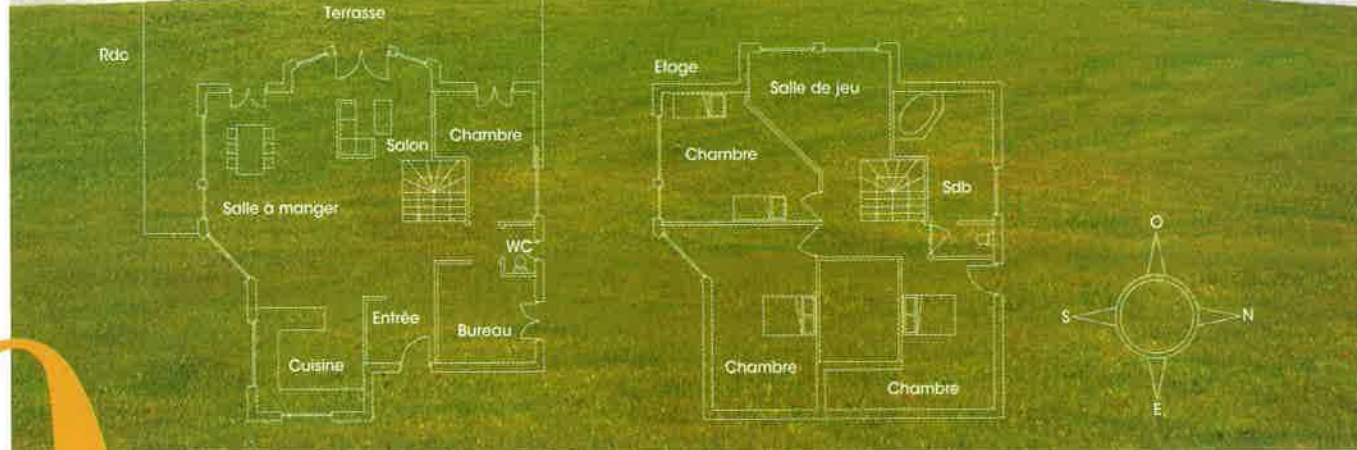 Terrasse
Rdc
Salon
Chambre
Salle à manger
WC
Entrée
Bureau
Cuisine
Etage
Salle de jeu
Chambre
Sdb
Chambre
Chambre
O
S
N
E